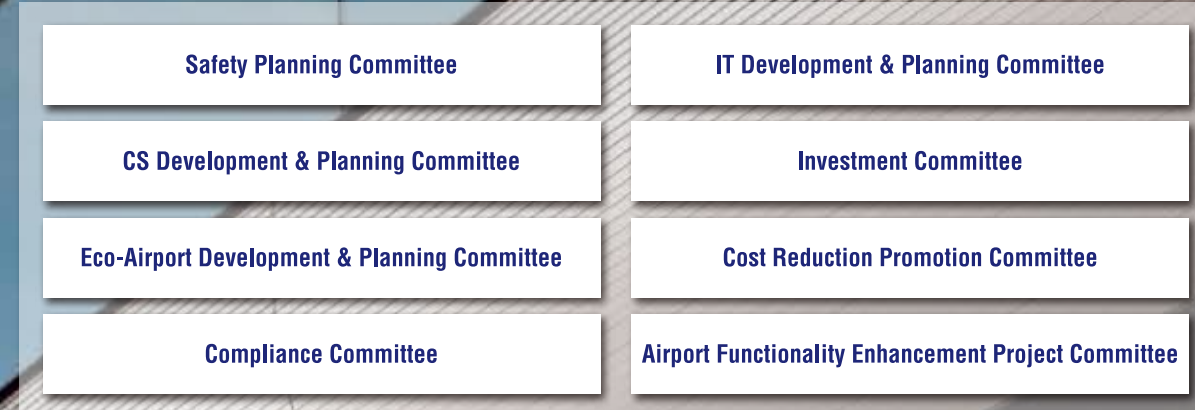 Safety Planning Committee
IT Development & Planning Committee
CS Development & Planning Committee
Investment Committee
Eco-Airport Development & Planning Committee
Cost Reduction Promotion Committee
Compliance Committee
Airport Functionality Enhancement Project Committee